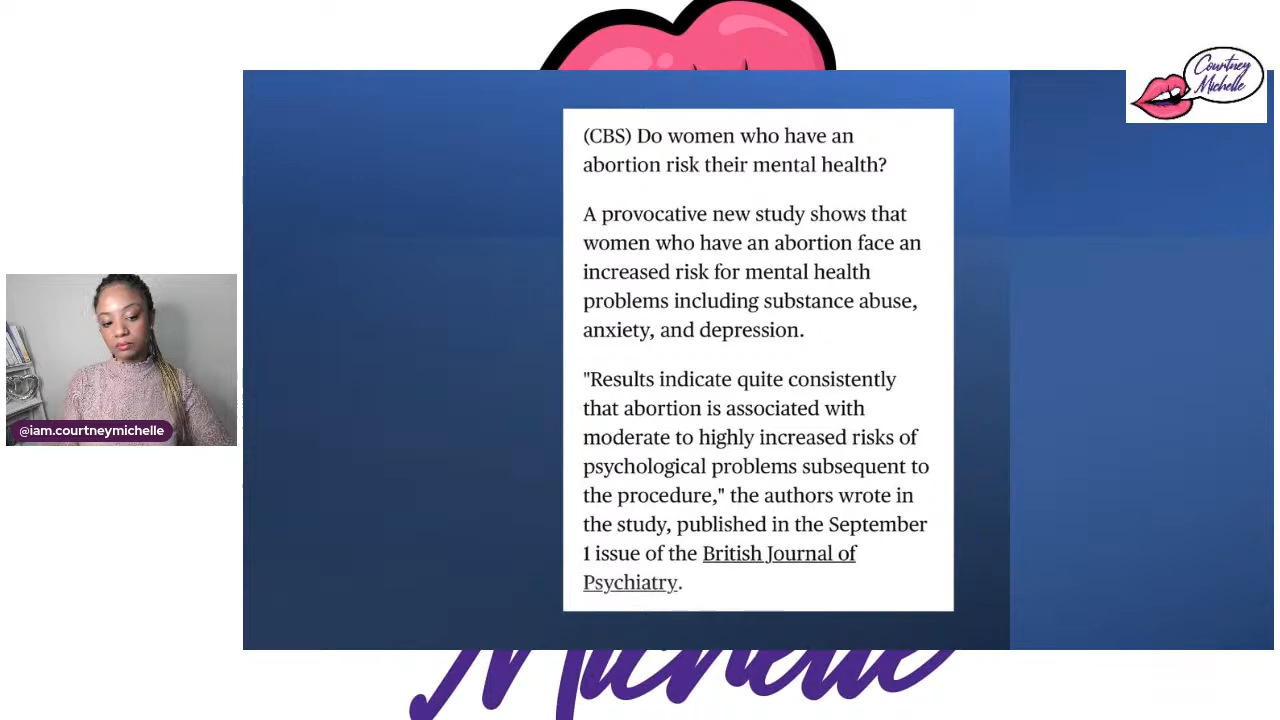 Courtney
Michelle
(CBS) Do women who have an
abortion risk their mental health?
A provocative new study shows that
women who have an abortion face an
increased risk for mental health
problems including substance abuse,
anxiety, and depression.
"Results indicate quite consistently
that abortion is associated with
moderate to highly increased risks of
psychological problems subsequent to
the procedure," the authors wrote in
the study, published in the September
1 issue of the British Journal of
Psychiatry.
@iam.courtneymichelle
Michelle